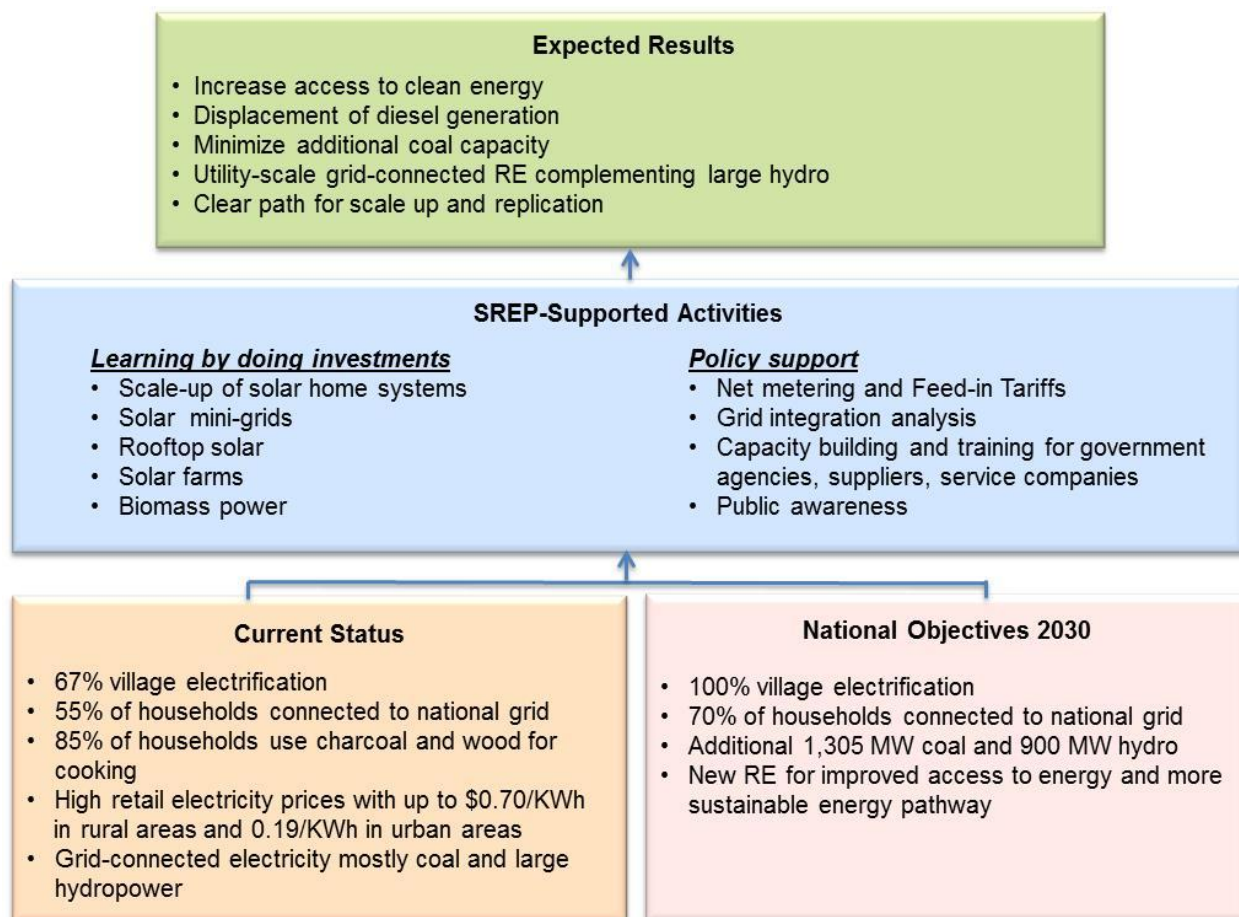 Expected Results
• Increase access to clean energy
• Displacement of diesel generation
• Minimize additional coal capacity
• Utility-scale grid-connected RE complementing large hydro
• Clear path for scale up and replication
SREP-Supported Activities
Learning by doing investments
• Scale-up of solar home systems
• Solar mini-grids
• Rooftop solar
• Solar farms
• Biomass power
Policy support
• Net metering and Feed-in Tariffs
• Grid integration analysis
• Capacity building and training for government
agencies, suppliers, service companies
• Public awareness
Current Status
• 67% village electrification
• 55% of households connected to national grid
• 85% of households use charcoal and wood for
cooking
• High retail electricity prices with up to $0.70/KWh
in rural areas and 0.19/KWh in urban areas
• Grid-connected electricity mostly coal and large
hydropower
National Objectives 2030
• 100% village electrification
• 70% of households connected to national grid
• Additional 1,305 MW coal and 900 MW hydro
• New RE for improved access to energy and more
sustainable energy pathway